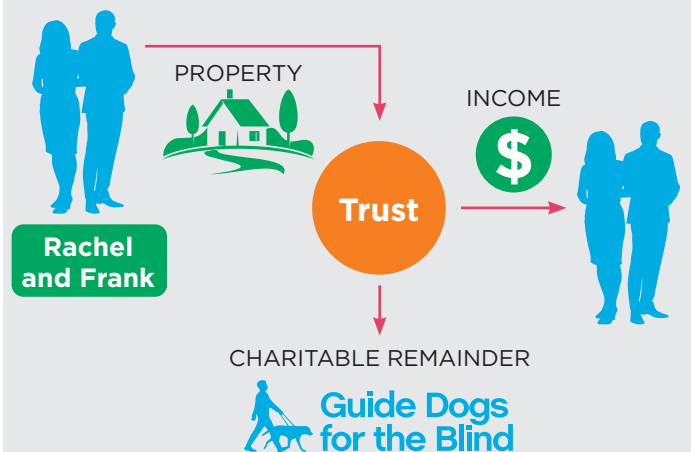 PROPERTY
INCOME
$
Trust
Rachel
and Frank
CHARITABLE REMAINDER
Guide Dogs
for the Blind